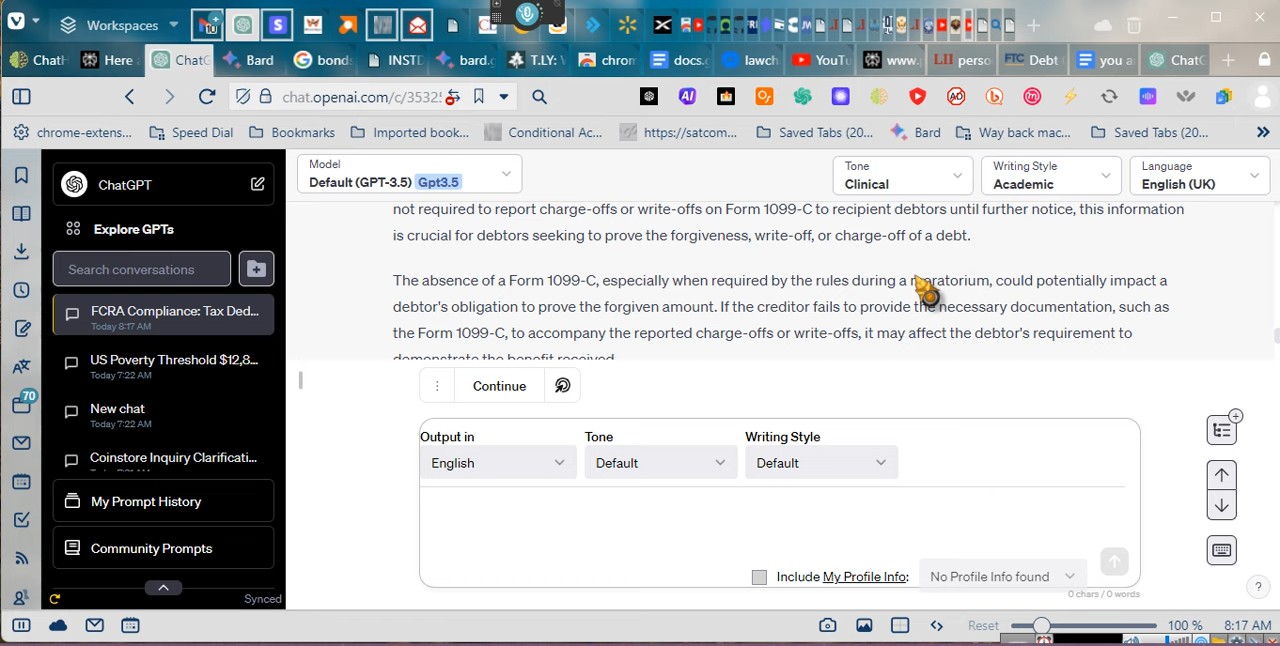 Workspaces
ChatH
Here
ChatG
Bard
bond
INSTD
bard.g
T.LY:
chrom
docs.g
lawch
YouTu
www.
LII perso
FTC Debt
you a
ChatG
chat.openai.com/c/3532
chrome-exten...
Speed Dial
Bookmarks
Imported book...
Conditional Ac...
https://satcom...
Saved Tabs (20...
Bard
Way back mac...
Saved Tabs (20...
ChatGPT
Explore GPTs
Search conversations
FCRA Compliance: Tax Ded...
Today 8:17 AM
US Poverty Threshold $12,8...
Today 7:22 AM
New chat
Today 7:22 AM
Coinstore Inquiry Clarificati...
My Prompt History
Community Prompts
Synced
70
Model
Default (GPT-3.5) Gpt3.5
Tone
Clinical
Writing Style
Academic
Language
English (UK)
not required to report charge-offs or write-offs on Form 1099-C to recipient debtors until further notice, this information
is crucial for debtors seeking to prove the forgiveness, write-off, or charge-off of a debt.
The absence of a Form 1099-C, especially when required by the rules during a moratorium, could potentially impact a
debtor's obligation to prove the forgiven amount. If the creditor fails to provide the necessary documentation, such as
the Form 1099-C, to accompany the reported charge-offs or write-offs, it may affect the debtor's requirement to
demonstrate the benefit received.
Continue
Output in
Tone
Writing Style
English
Default
Default
Include My Profile Info:
No Profile Info found
0 chars / 0 words
?
Reset
100 %
8:17 AM